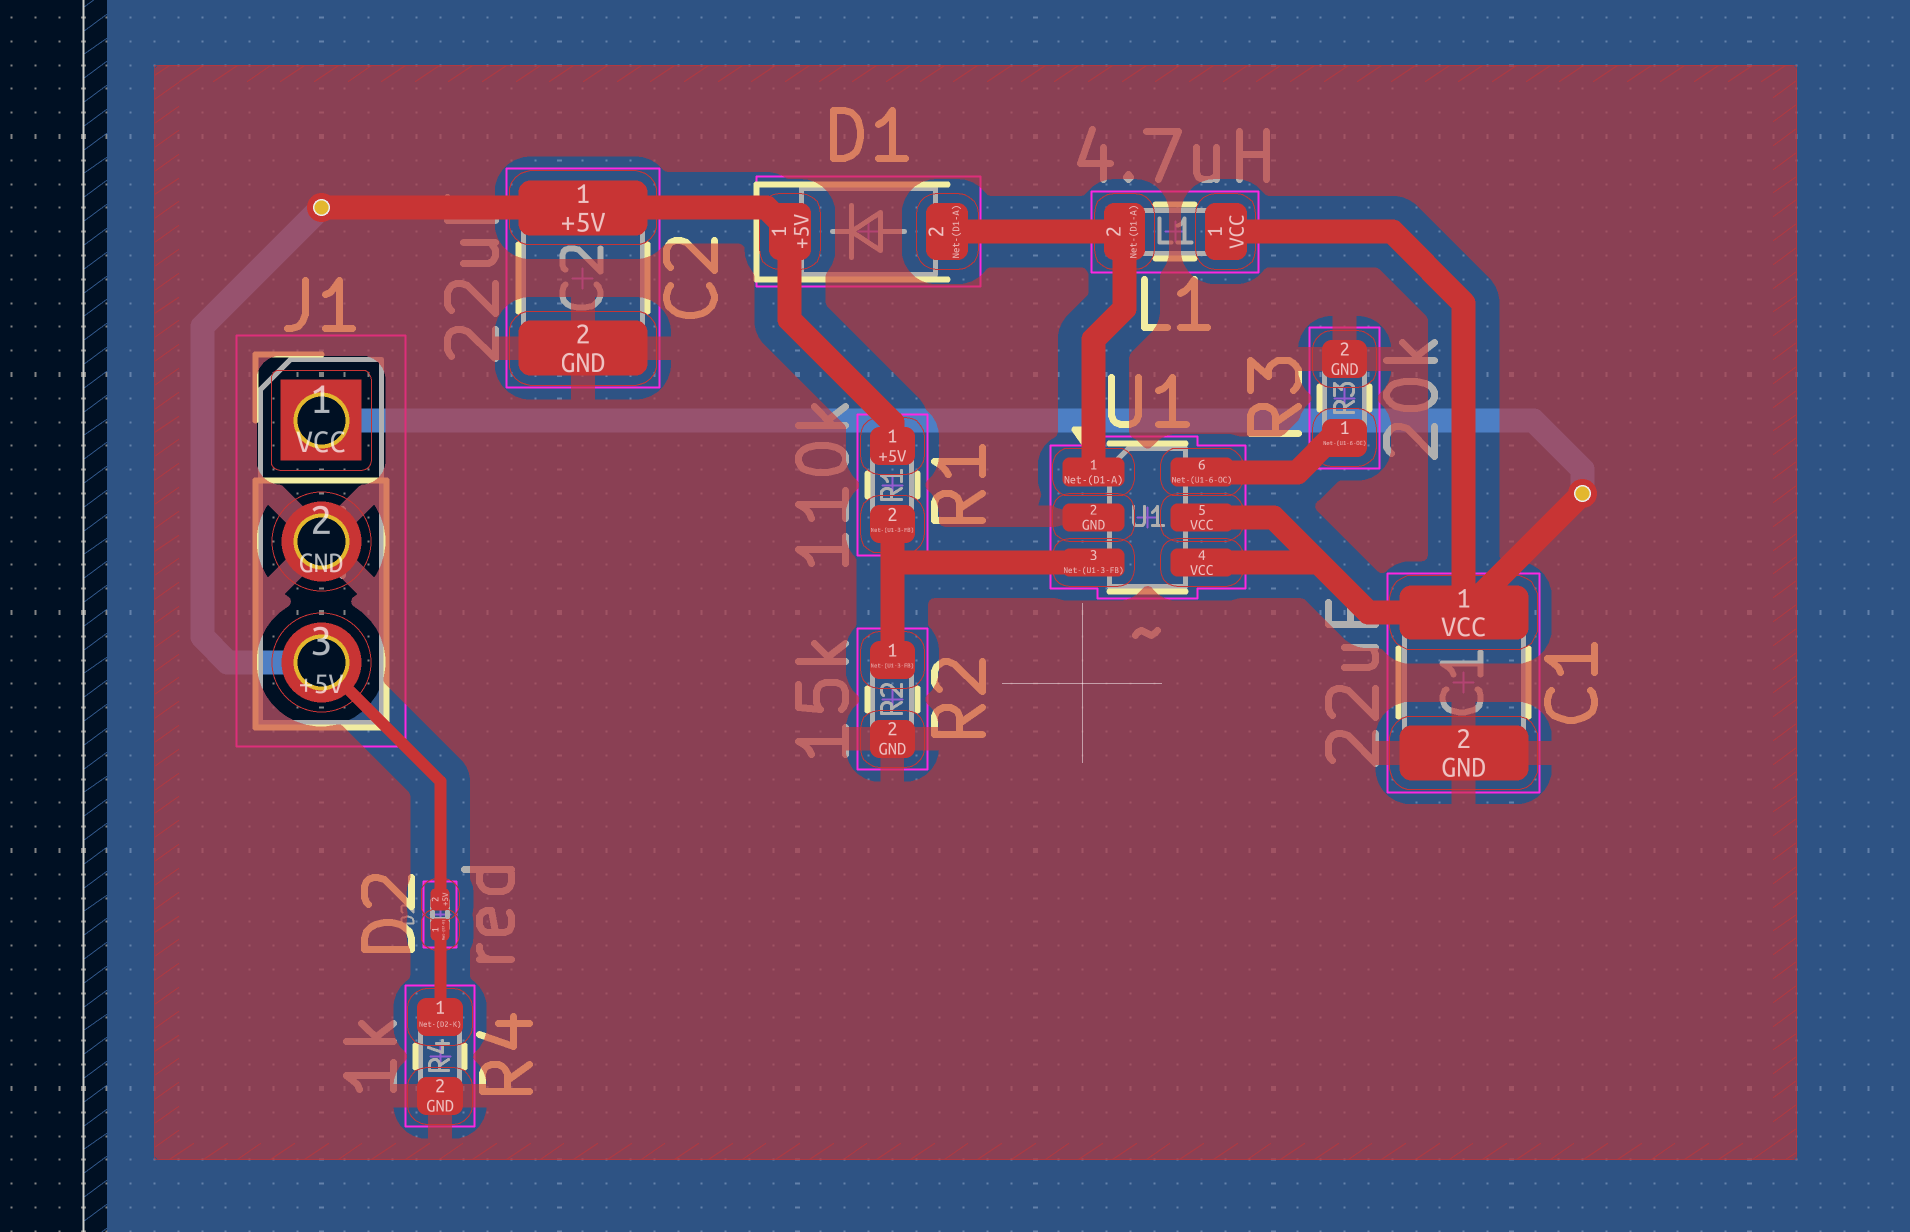 D1
4.7uH
1
+5V
22u
C2
C2
2
GND
1
+5V
2
Net-(D1-A)
2
Net-(D1-A)
L1
1
VCC
L1
J1
1
VCC
2
GND
3
+5V
110k
1
+5V
R1
2
Net-(U1-3-FB)
R1
U1
1
Net-(D1-A)
2
GND
3
Net-(U1-3-FB)
U1
6
Net-(U1-6-OC)
5
VCC
4
VCC
~
R3
2
GND
R3
1
Net-(U1-6-OC)
20k
15k
1
Net-(U1-3-FB)
R2
2
GND
R2
22uF
1
VCC
C1
2
GND
C1
D2
2
+5V
1
red
1k
1
Net-(D2-K)
R4
2
GND
R4